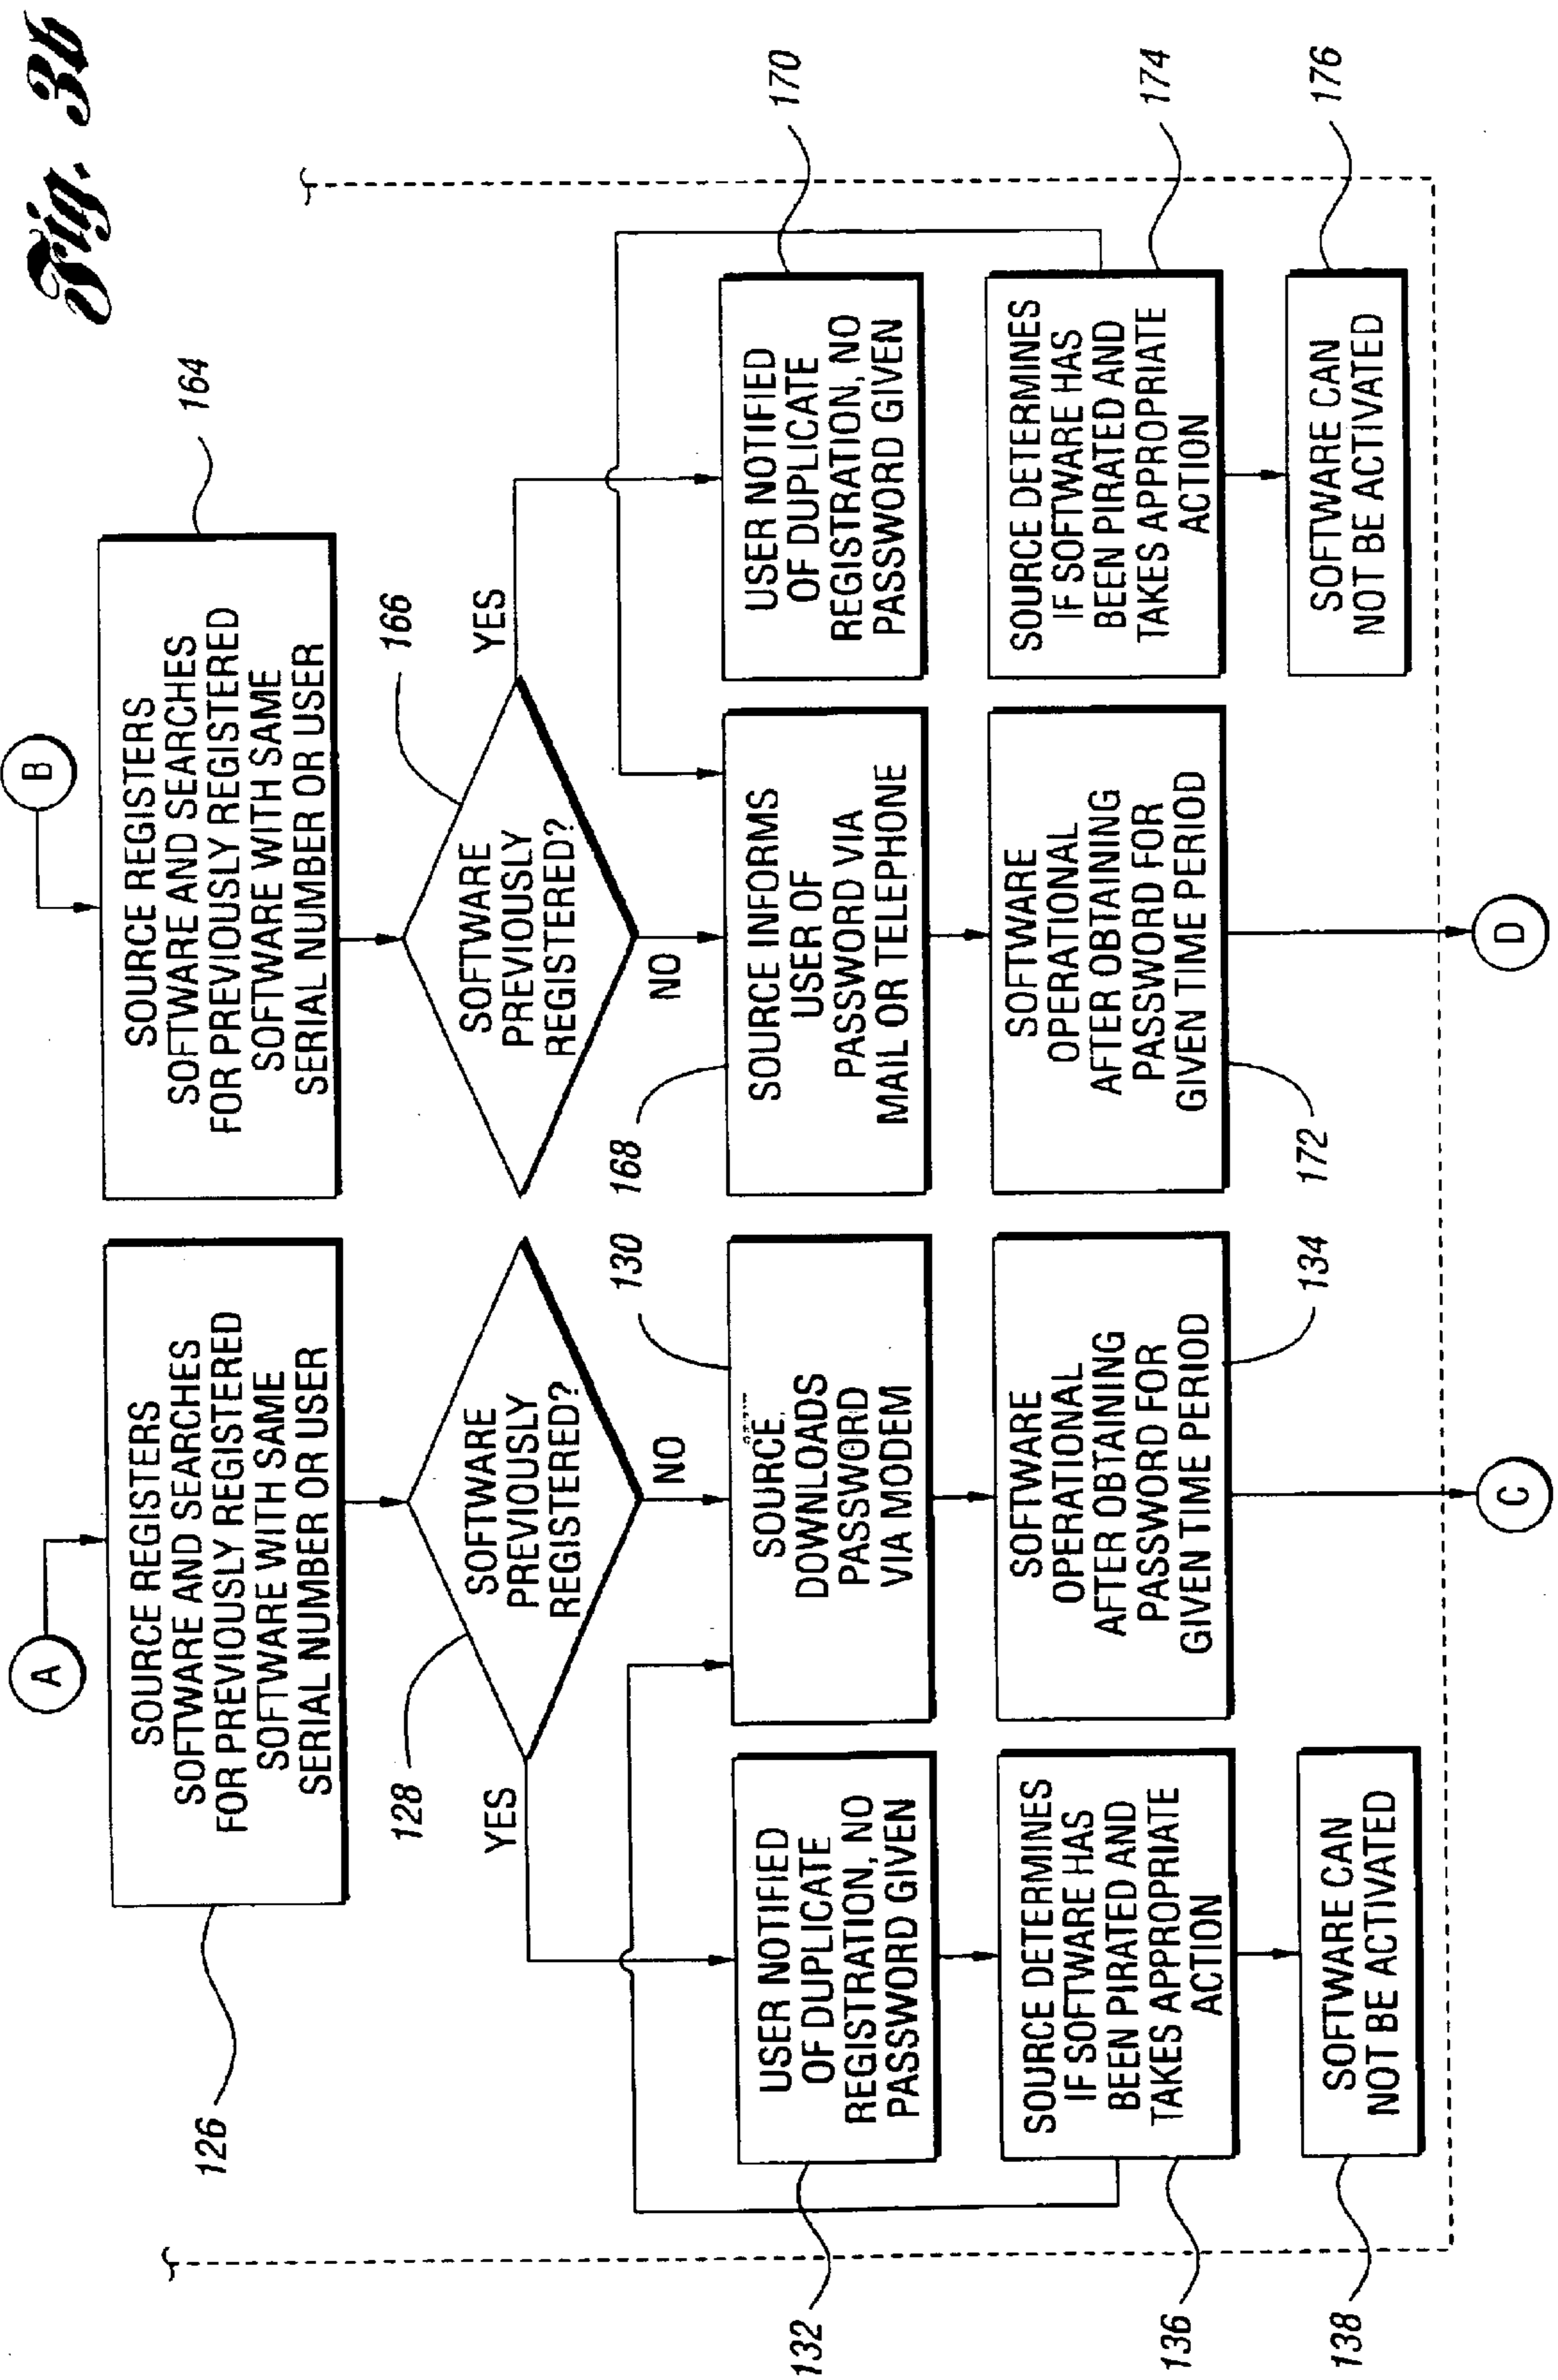 Fig. 3b
A
SOURCE REGISTERS
SOFTWARE AND SEARCHES
FOR PREVIOUSLY REGISTERED
SOFTWARE WITH SAME
SERIAL NUMBER OR USER
126
SOFTWARE
PREVIOUSLY
REGISTERED?
128
YES
NO
USER NOTIFIED
OF DUPLICATE
REGISTRATION, NO
PASSWORD GIVEN
132
SOURCE
DOWNLOADS
PASSWORD
VIA MODEM
130
SOURCE DETERMINES
IF SOFTWARE HAS
BEEN PIRATED AND
TAKES APPROPRIATE
ACTION
136
SOFTWARE
OPERATIONAL
AFTER OBTAINING
PASSWORD FOR
GIVEN TIME PERIOD
134
SOFTWARE CAN
NOT BE ACTIVATED
138
C
B
SOURCE REGISTERS
SOFTWARE AND SEARCHES
FOR PREVIOUSLY REGISTERED
SOFTWARE WITH SAME
SERIAL NUMBER OR USER
164
SOFTWARE
PREVIOUSLY
REGISTERED?
166
YES
NO
SOURCE INFORMS
USER OF
PASSWORD VIA
MAIL OR TELEPHONE
168
USER NOTIFIED
OF DUPLICATE
REGISTRATION, NO
PASSWORD GIVEN
170
SOFTWARE
OPERATIONAL
AFTER OBTAINING
PASSWORD FOR
GIVEN TIME PERIOD
172
SOURCE DETERMINES
IF SOFTWARE HAS
BEEN PIRATED AND
TAKES APPROPRIATE
ACTION
174
SOFTWARE CAN
NOT BE ACTIVATED
176
D